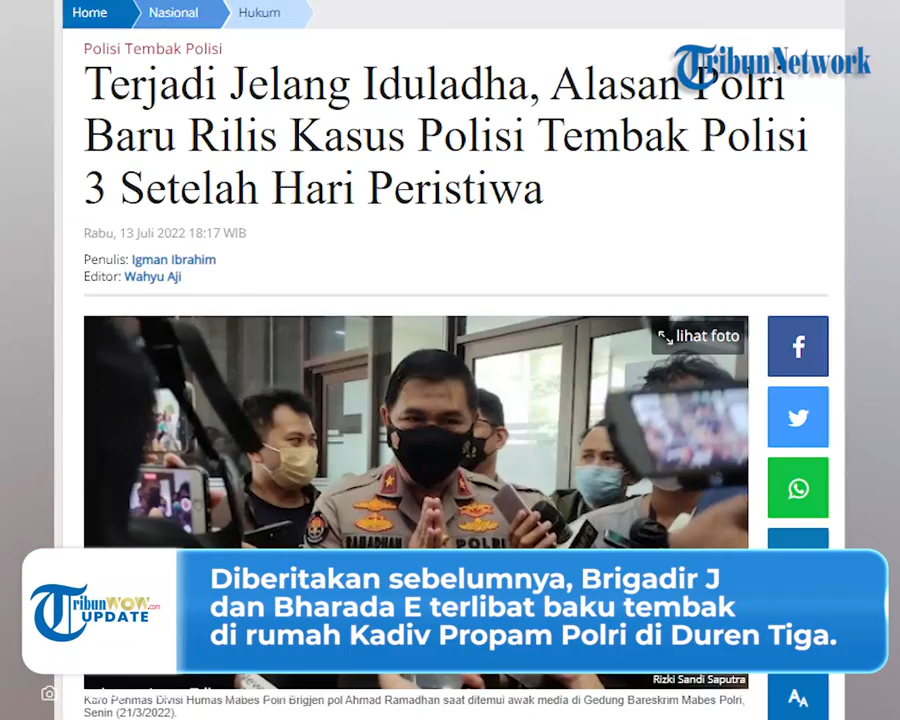 Home
Nasional
Hukum
Polisi Tembak Polisi
Tribun Network
Terjadi Jelang Iduladha, Alasan Polri
Baru Rilis Kasus Polisi Tembak Polisi
3 Setelah Hari Peristiwa
Rabu, 13 Juli 2022 18:17 WIB
Penulis: Igman Ibrahim
Editor: Wahyu Aji
lihat foto
RAMADHAN
POLRI
TribunWOW.com
UPDATE
Diberitakan sebelumnya, Brigadir J
dan Bharada E terlibat baku tembak
di rumah Kadiv Propam Polri di Duren Tiga.
Rizki Sandi Saputra
Karo Penmas Divisi Humas Mabes Polri Brigjen pol Ahmad Ramadhan saat ditemui awak media di Gedung Bareskrim Mabes Polri,
Senin (21/3/2022).
AA